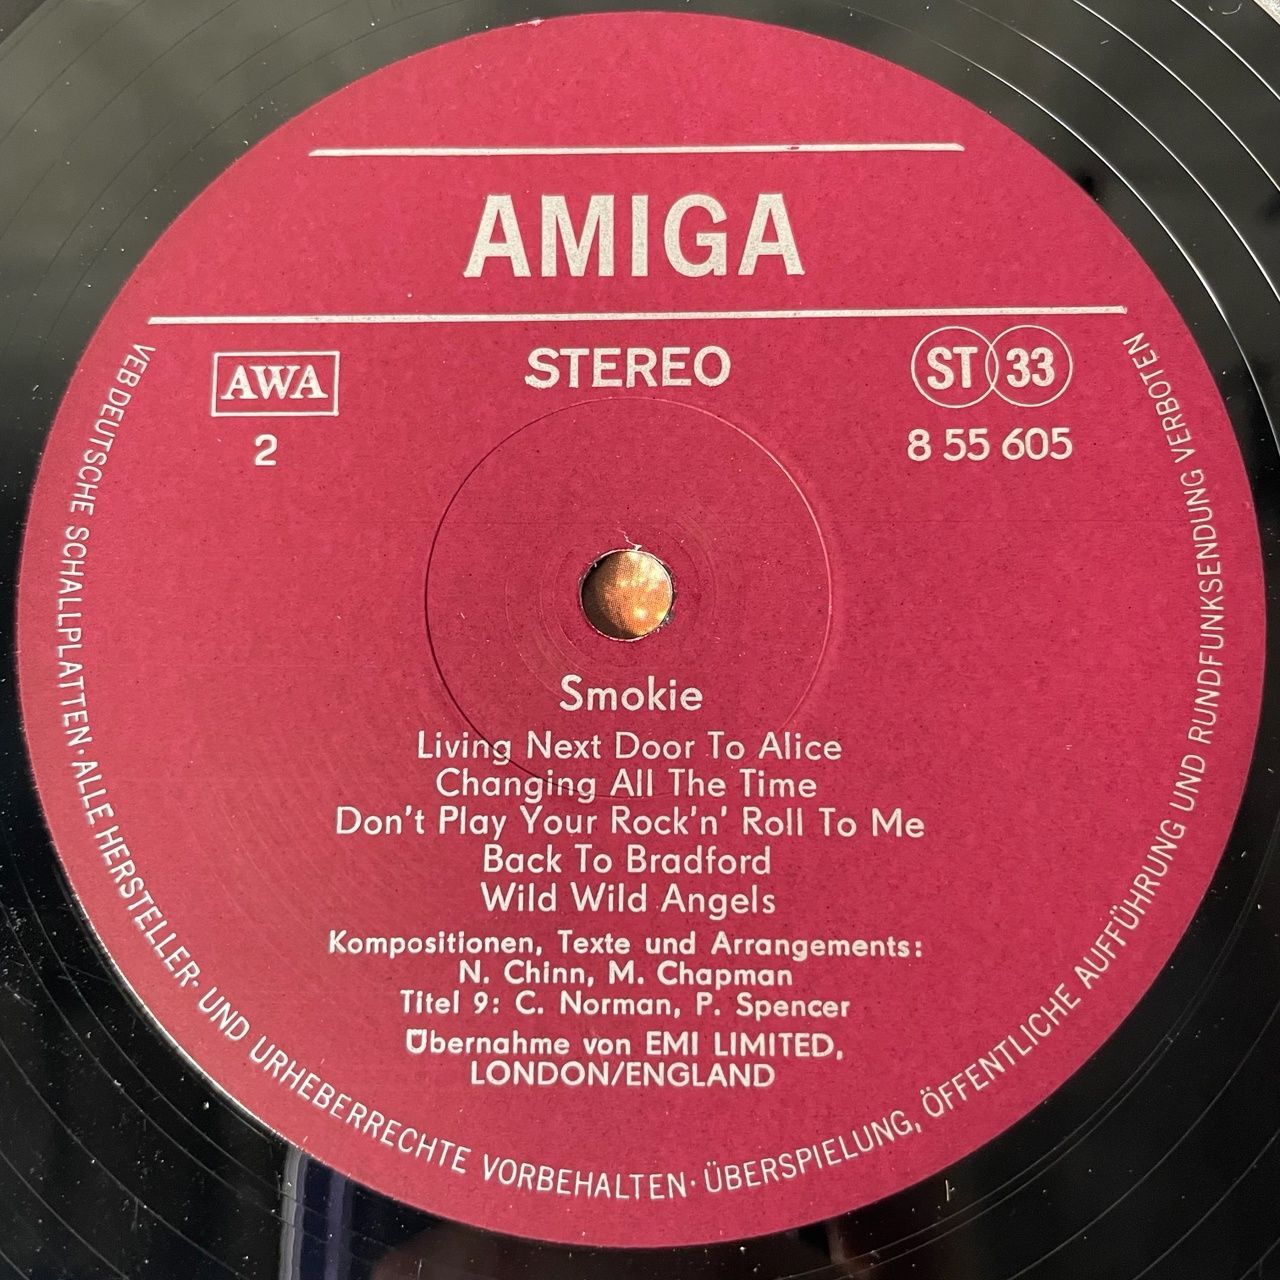 AMIGA
AWA
STEREO
ST 33
2
8 55 605
Smokie
Living Next Door To Alice
Changing All The Time
Don't Play Your Rock'n' Roll To Me
Back To Bradford
Wild Wild Angels
Kompositionen, Texte und Arrangements:
N. Chinn, M. Chapman
Titel 9: C. Norman, P. Spencer
Übernahme von EMI LIMITED,
LONDON/ENGLAND
VEB DEUTSCHE SCHALLPLATTEN · ALLE HERSTELLER- UND URHEBERRECHTE VORBEHALTEN · ÜBERSPIELUNG, ÖFFENTLICHE AUFFÜHRUNG UND RUNDFUNKSENDUNG VERBOTEN